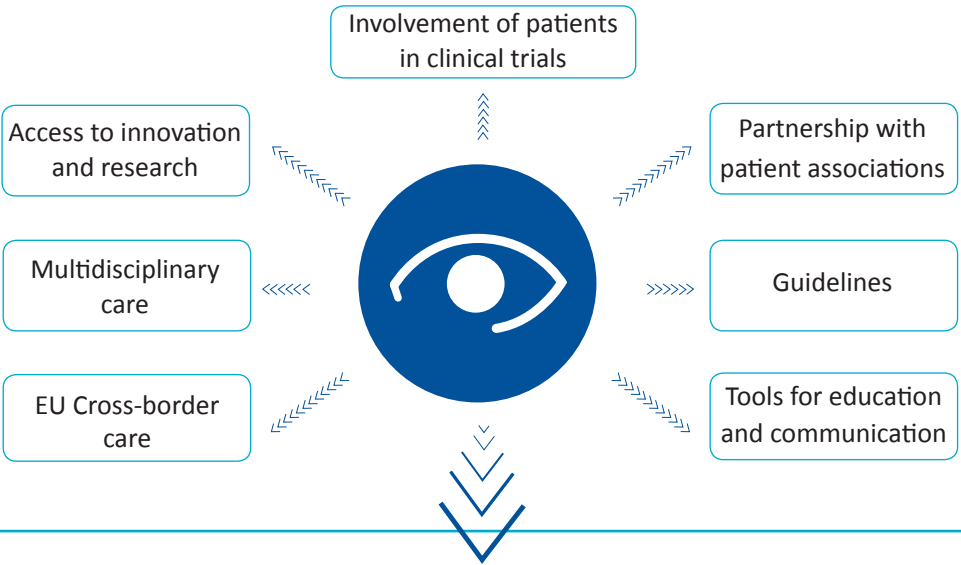 Involvement of patients
in clinical trials
Access to innovation
and research
Partnership with
patient associations
Multidisciplinary
care
Guidelines
EU Cross-border
care
Tools for education
and communication